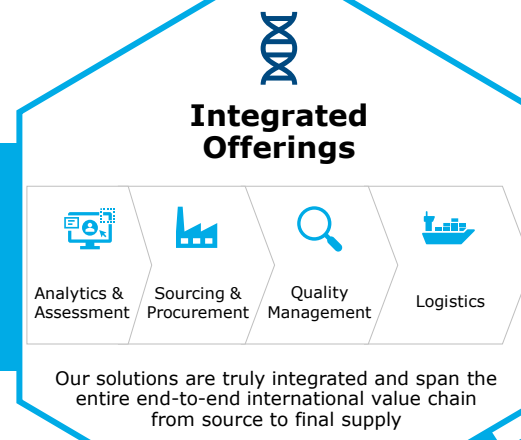 Integrated
Offerings
Analytics &
Assessment
Sourcing &
Procurement
Quality
Management
Logistics
Our solutions are truly integrated and span the
entire end-to-end international value chain
from source to final supply